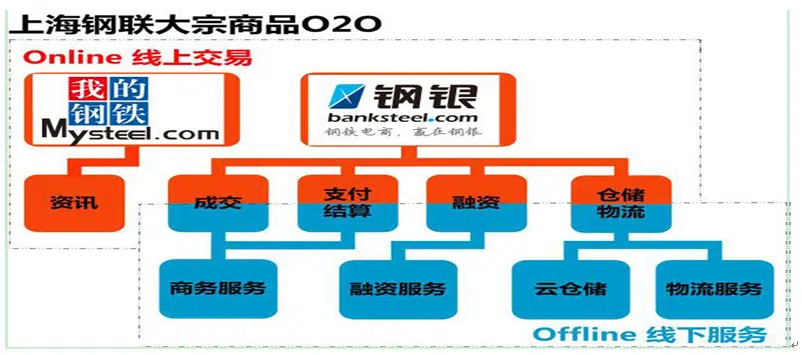 上海钢联大宗商品O2O
Online 线上交易
我的
钢铁
Mysteel.com
钢银
banksteel.com
钢铁电商，赢在钢银
资讯
成交
支付
结算
融资
仓储
物流
商务服务
融资服务
云仓储
物流服务
Offline 线下服务